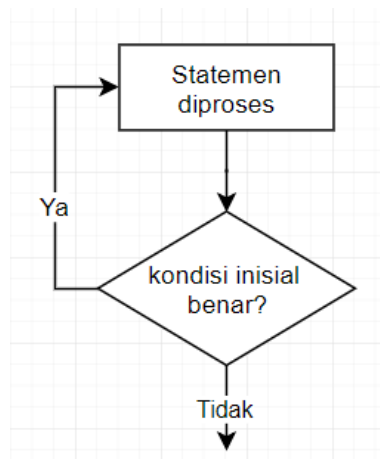 Statemen
diproses
Ya
kondisi inisial
benar?
Tidak